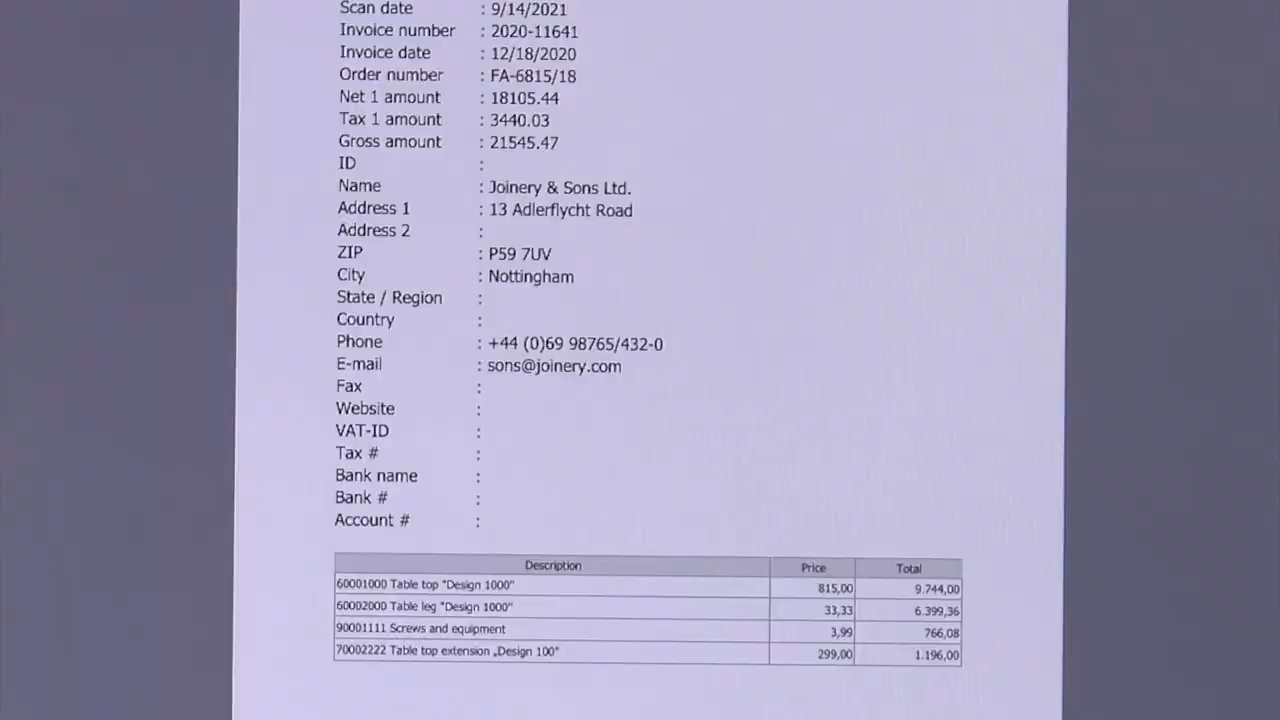 Scan date : 9/14/2021
Invoice number : 2020-11641
Invoice date : 12/18/2020
Order number : FA-6815/18
Net 1 amount : 18105.44
Tax 1 amount : 3440.03
Gross amount : 21545.47
ID :
Name : Joinery & Sons Ltd.
Address 1 : 13 Adlerflycht Road
Address 2 :
ZIP : P59 7UV
City : Nottingham
State / Region :
Country :
Phone : +44 (0)69 98765/432-0
E-mail : sons@joinery.com
Fax :
Website :
VAT-ID :
Tax # :
Bank name :
Bank # :
Account # :
Description Price Total
60001000 Table top "Design 1000" 815,00 9.744,00
60002000 Table leg "Design 1000" 33,33 6.399,36
90001111 Screws and equipment 3,99 766,08
70002222 Table top extension „Design 100" 299,00 1.196,00